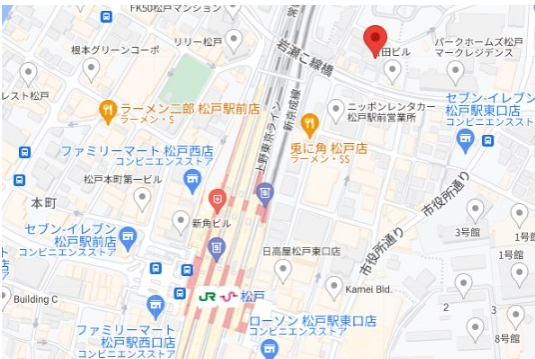 FK50松戸マンション
リリー松戸
根本グリーンコーポ
岩瀬こ線橋
田ビル
パークホームズ松戸
マークレジデンス
レスト松戸
ラーメン二郎 松戸駅前店
ラーメン・$
上野東京ライン
新京成線
ニッポンレンタカー
松戸駅前営業所
セブン-イレブン
松戸駅東口店
コンビニエンススト
兎に角 松戸店
ラーメン・$$
ファミリーマート 松戸西店
コンビニエンスストア
松戸本町第一ビル
本町
新角ビル
市役所通り
セブン-イレブン
松戸駅前店
コンビニエンスストア
日高屋松戸東口店
市役所通り
3号館
1号
1号館
Building C
JR
松戸
Kamei Bld.
2
3
8号館
ファミリーマート
松戸駅西口店
コンビニエンスストア
ローソン 松戸駅東口店
コンビニエンスストア